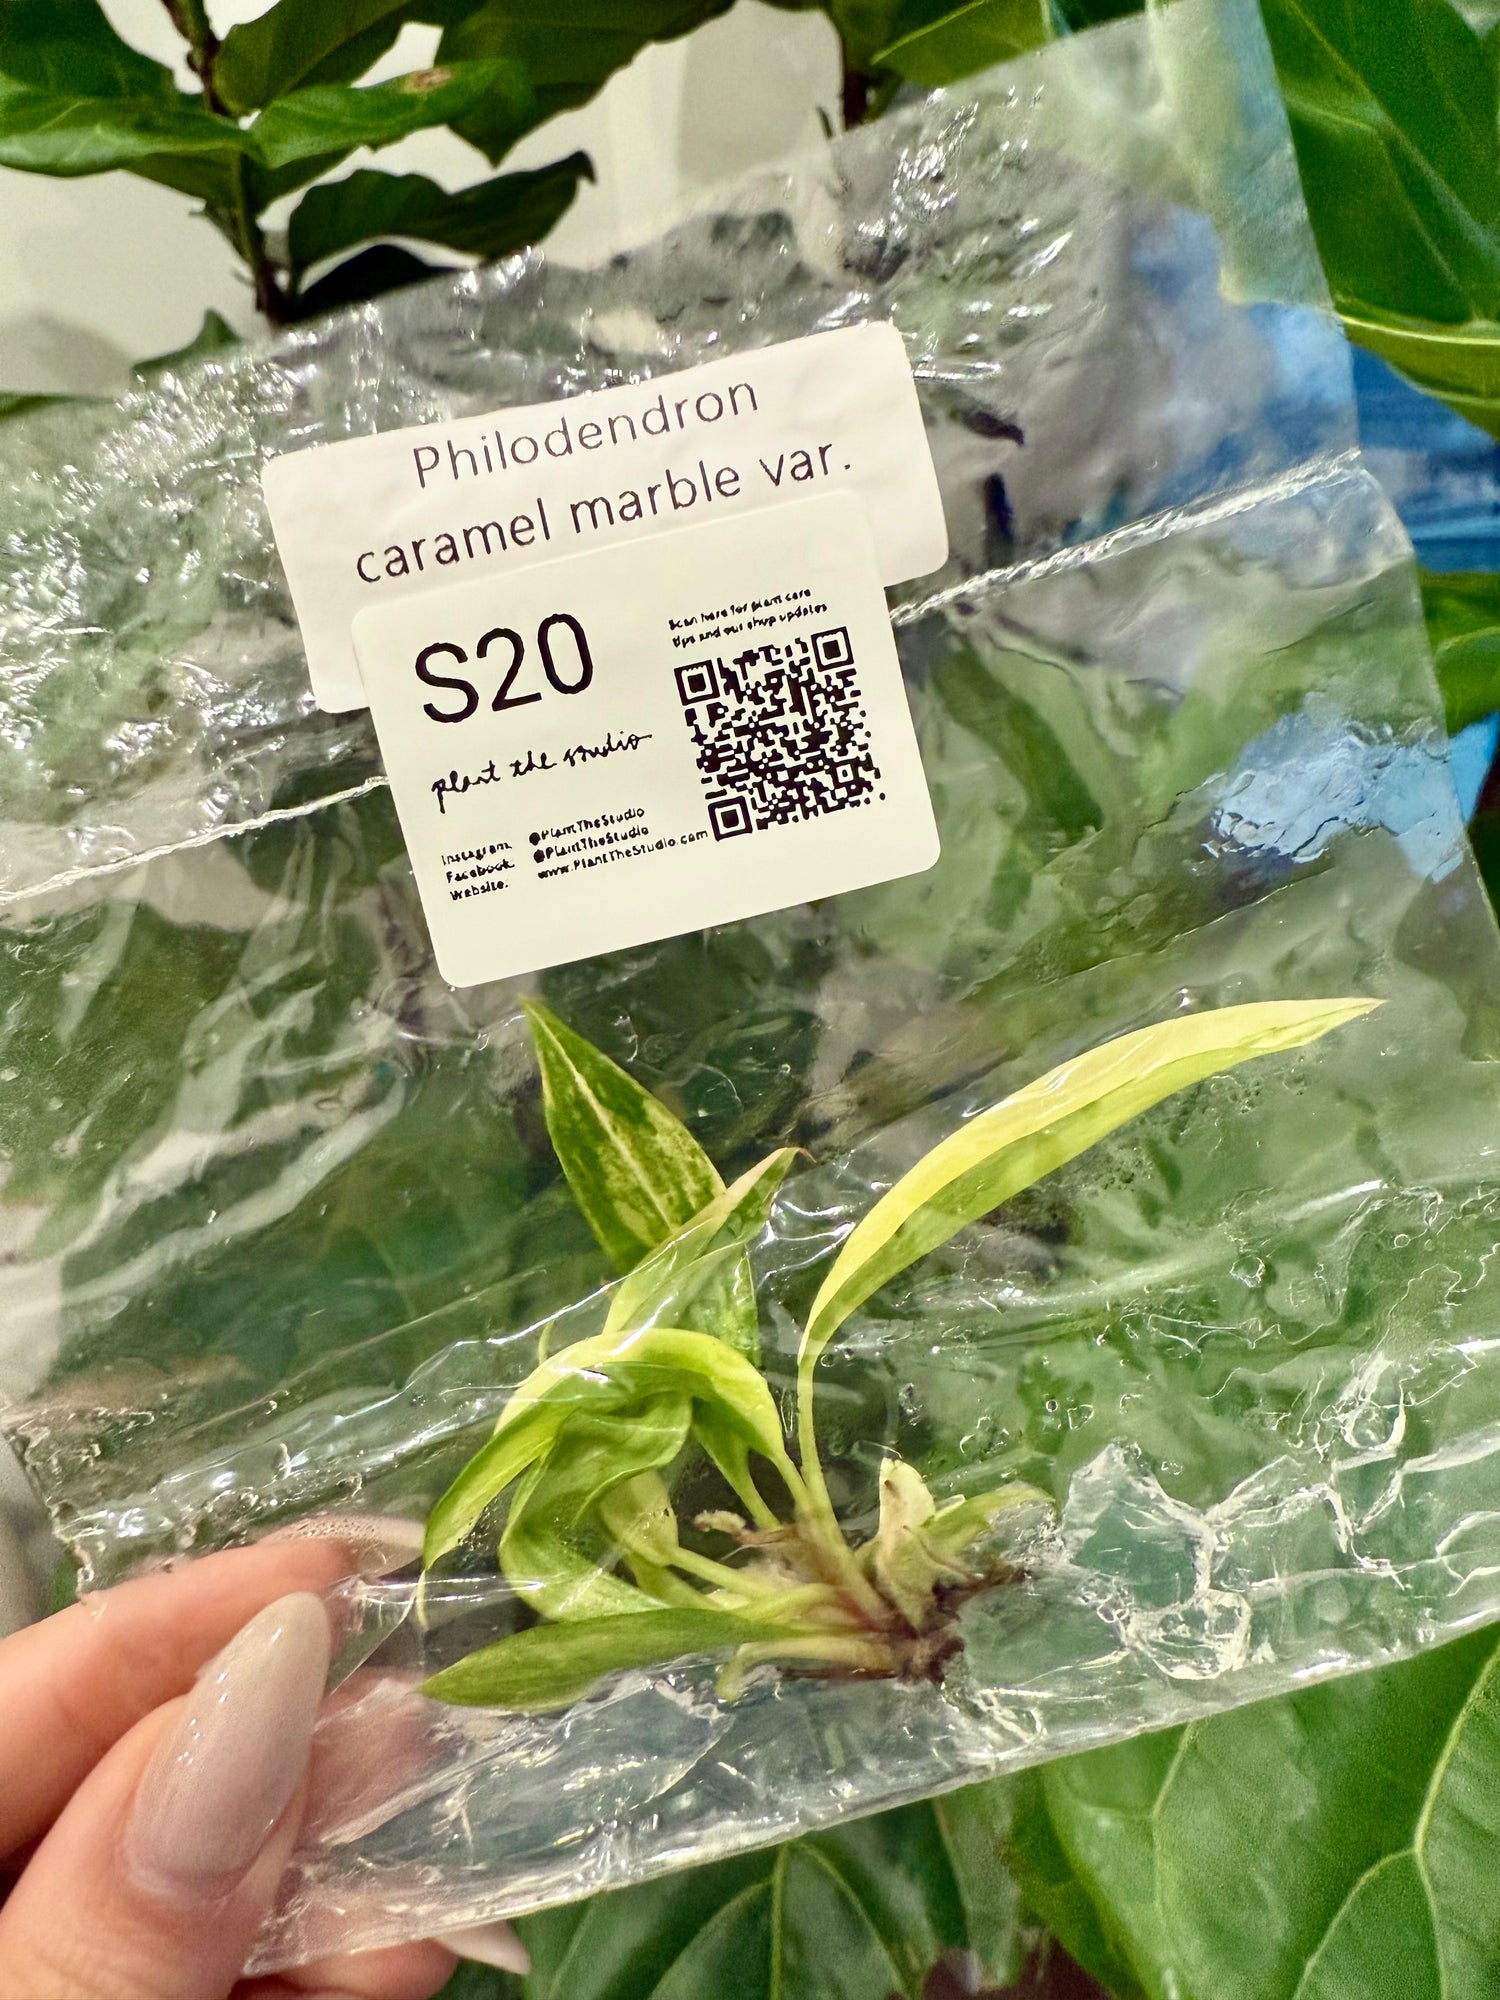 Philodendron
caramel marble var.
S20
Scan here for plant care
tips and our shop updates
plant the studio
Instagram: @PlantTheStudio
Facebook: @PlantTheStudio
Website: www.PlantTheStudio.com